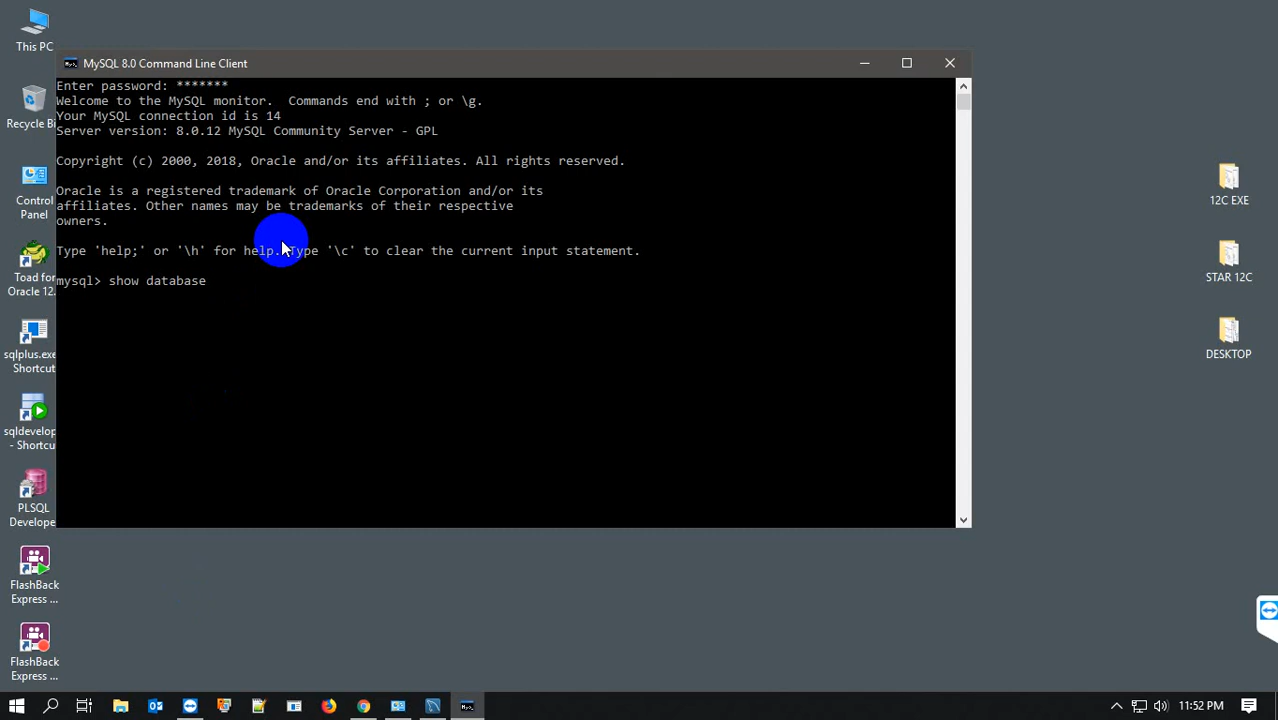 This PC
Recycle Bi
Control
Panel
Toad for
Oracle 12.
sqlplus.exe
Shortcut
sqldevelop
- Shortcu
PLSQL
Develope
FlashBack
Express ...
FlashBack
Express ...
MySQL 8.0 Command Line Client
Enter password: *******
Welcome to the MySQL monitor.  Commands end with ; or \g.
Your MySQL connection id is 14
Server version: 8.0.12 MySQL Community Server - GPL
Copyright (c) 2000, 2018, Oracle and/or its affiliates. All rights reserved.
Oracle is a registered trademark of Oracle Corporation and/or its
affiliates. Other names may be trademarks of their respective
owners.
Type 'help;' or '\h' for help. Type '\c' to clear the current input statement.
mysql> show database
12C EXE
STAR 12C
DESKTOP
11:52 PM